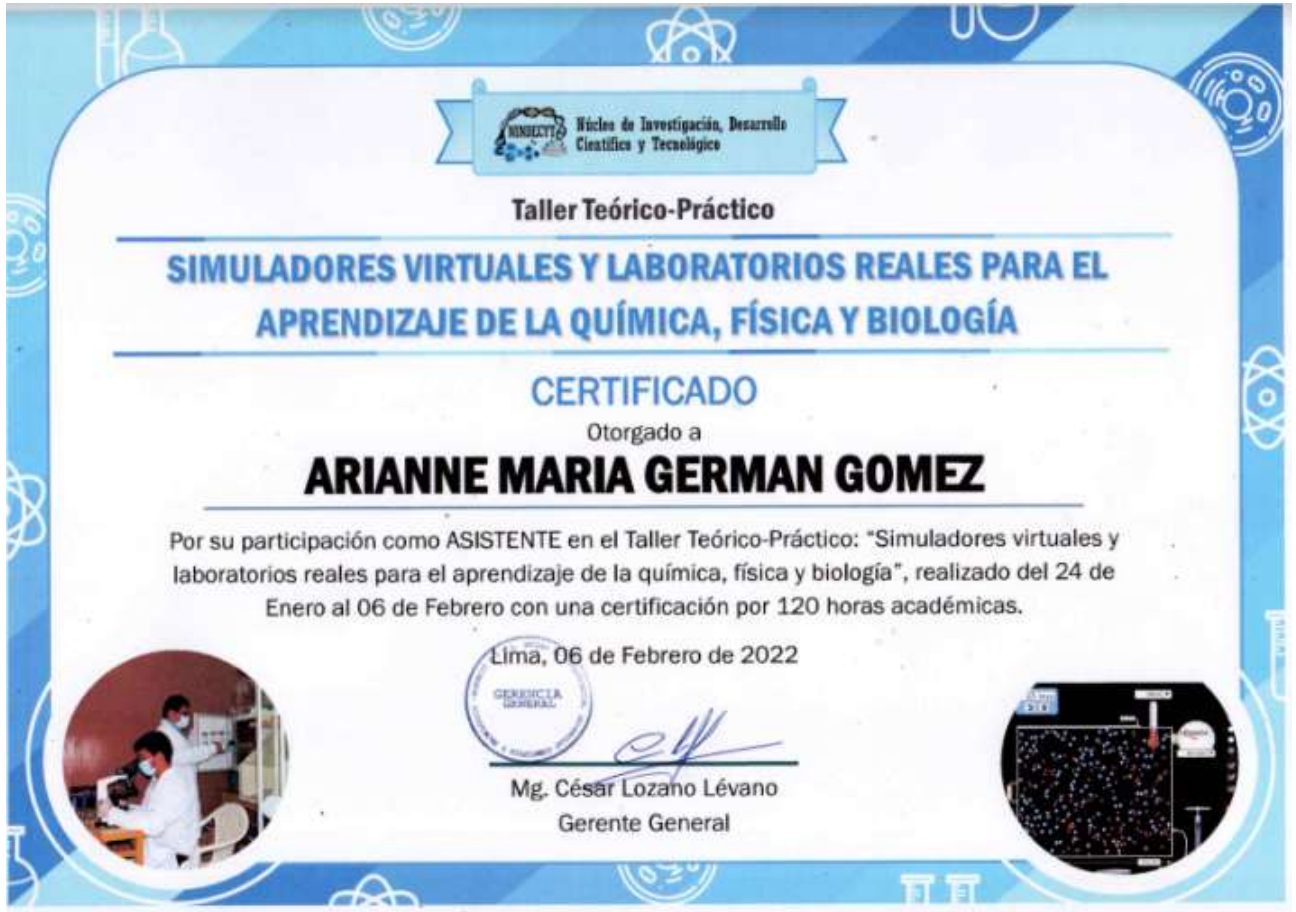 NINDECYT
Núcleo de Investigación, Desarrollo
Científico y Tecnológico
Taller Teórico-Práctico
SIMULADORES VIRTUALES Y LABORATORIOS REALES PARA EL
APRENDIZAJE DE LA QUÍMICA, FÍSICA Y BIOLOGÍA
CERTIFICADO
Otorgado a
ARIANNE MARIA GERMAN GOMEZ
Por su participación como ASISTENTE en el Taller Teórico-Práctico: “Simuladores virtuales y
laboratorios reales para el aprendizaje de la química, física y biología”, realizado del 24 de
Enero al 06 de Febrero con una certificación por 120 horas académicas.
Lima, 06 de Febrero de 2022
GERENCIA
GENERAL
Mg. César Lozano Lévano
Gerente General